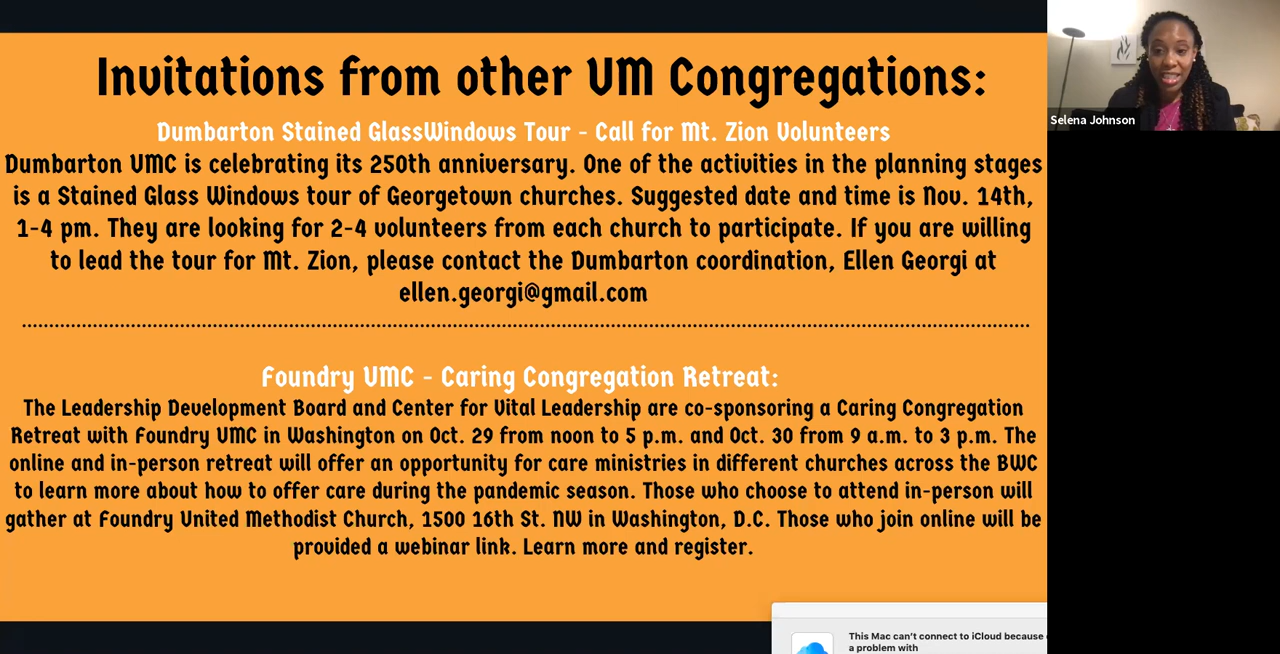 Invitations from other UM Congregations:
Dumbarton Stained GlassWindows Tour - Call for Mt. Zion Volunteers
Dumbarton UMC is celebrating its 250th anniversary. One of the activities in the planning stages
is a Stained Glass Windows tour of Georgetown churches. Suggested date and time is Nov. 14th,
1-4 pm. They are looking for 2-4 volunteers from each church to participate. If you are willing
to lead the tour for Mt. Zion, please contact the Dumbarton coordination, Ellen Georgi at
ellen.georgi@gmail.com
Foundry UMC - Caring Congregation Retreat:
The Leadership Development Board and Center for Vital Leadership are co-sponsoring a Caring Congregation
Retreat with Foundry UMC in Washington on Oct. 29 from noon to 5 p.m. and Oct. 30 from 9 a.m. to 3 p.m. The
online and in-person retreat will offer an opportunity for care ministries in different churches across the BWC
to learn more about how to offer care during the pandemic season. Those who choose to attend in-person will
gather at Foundry United Methodist Church, 1500 16th St. NW in Washington, D.C. Those who join online will be
provided a webinar link. Learn more and register.
Selena Johnson
This Mac can't connect to iCloud because
a problem with